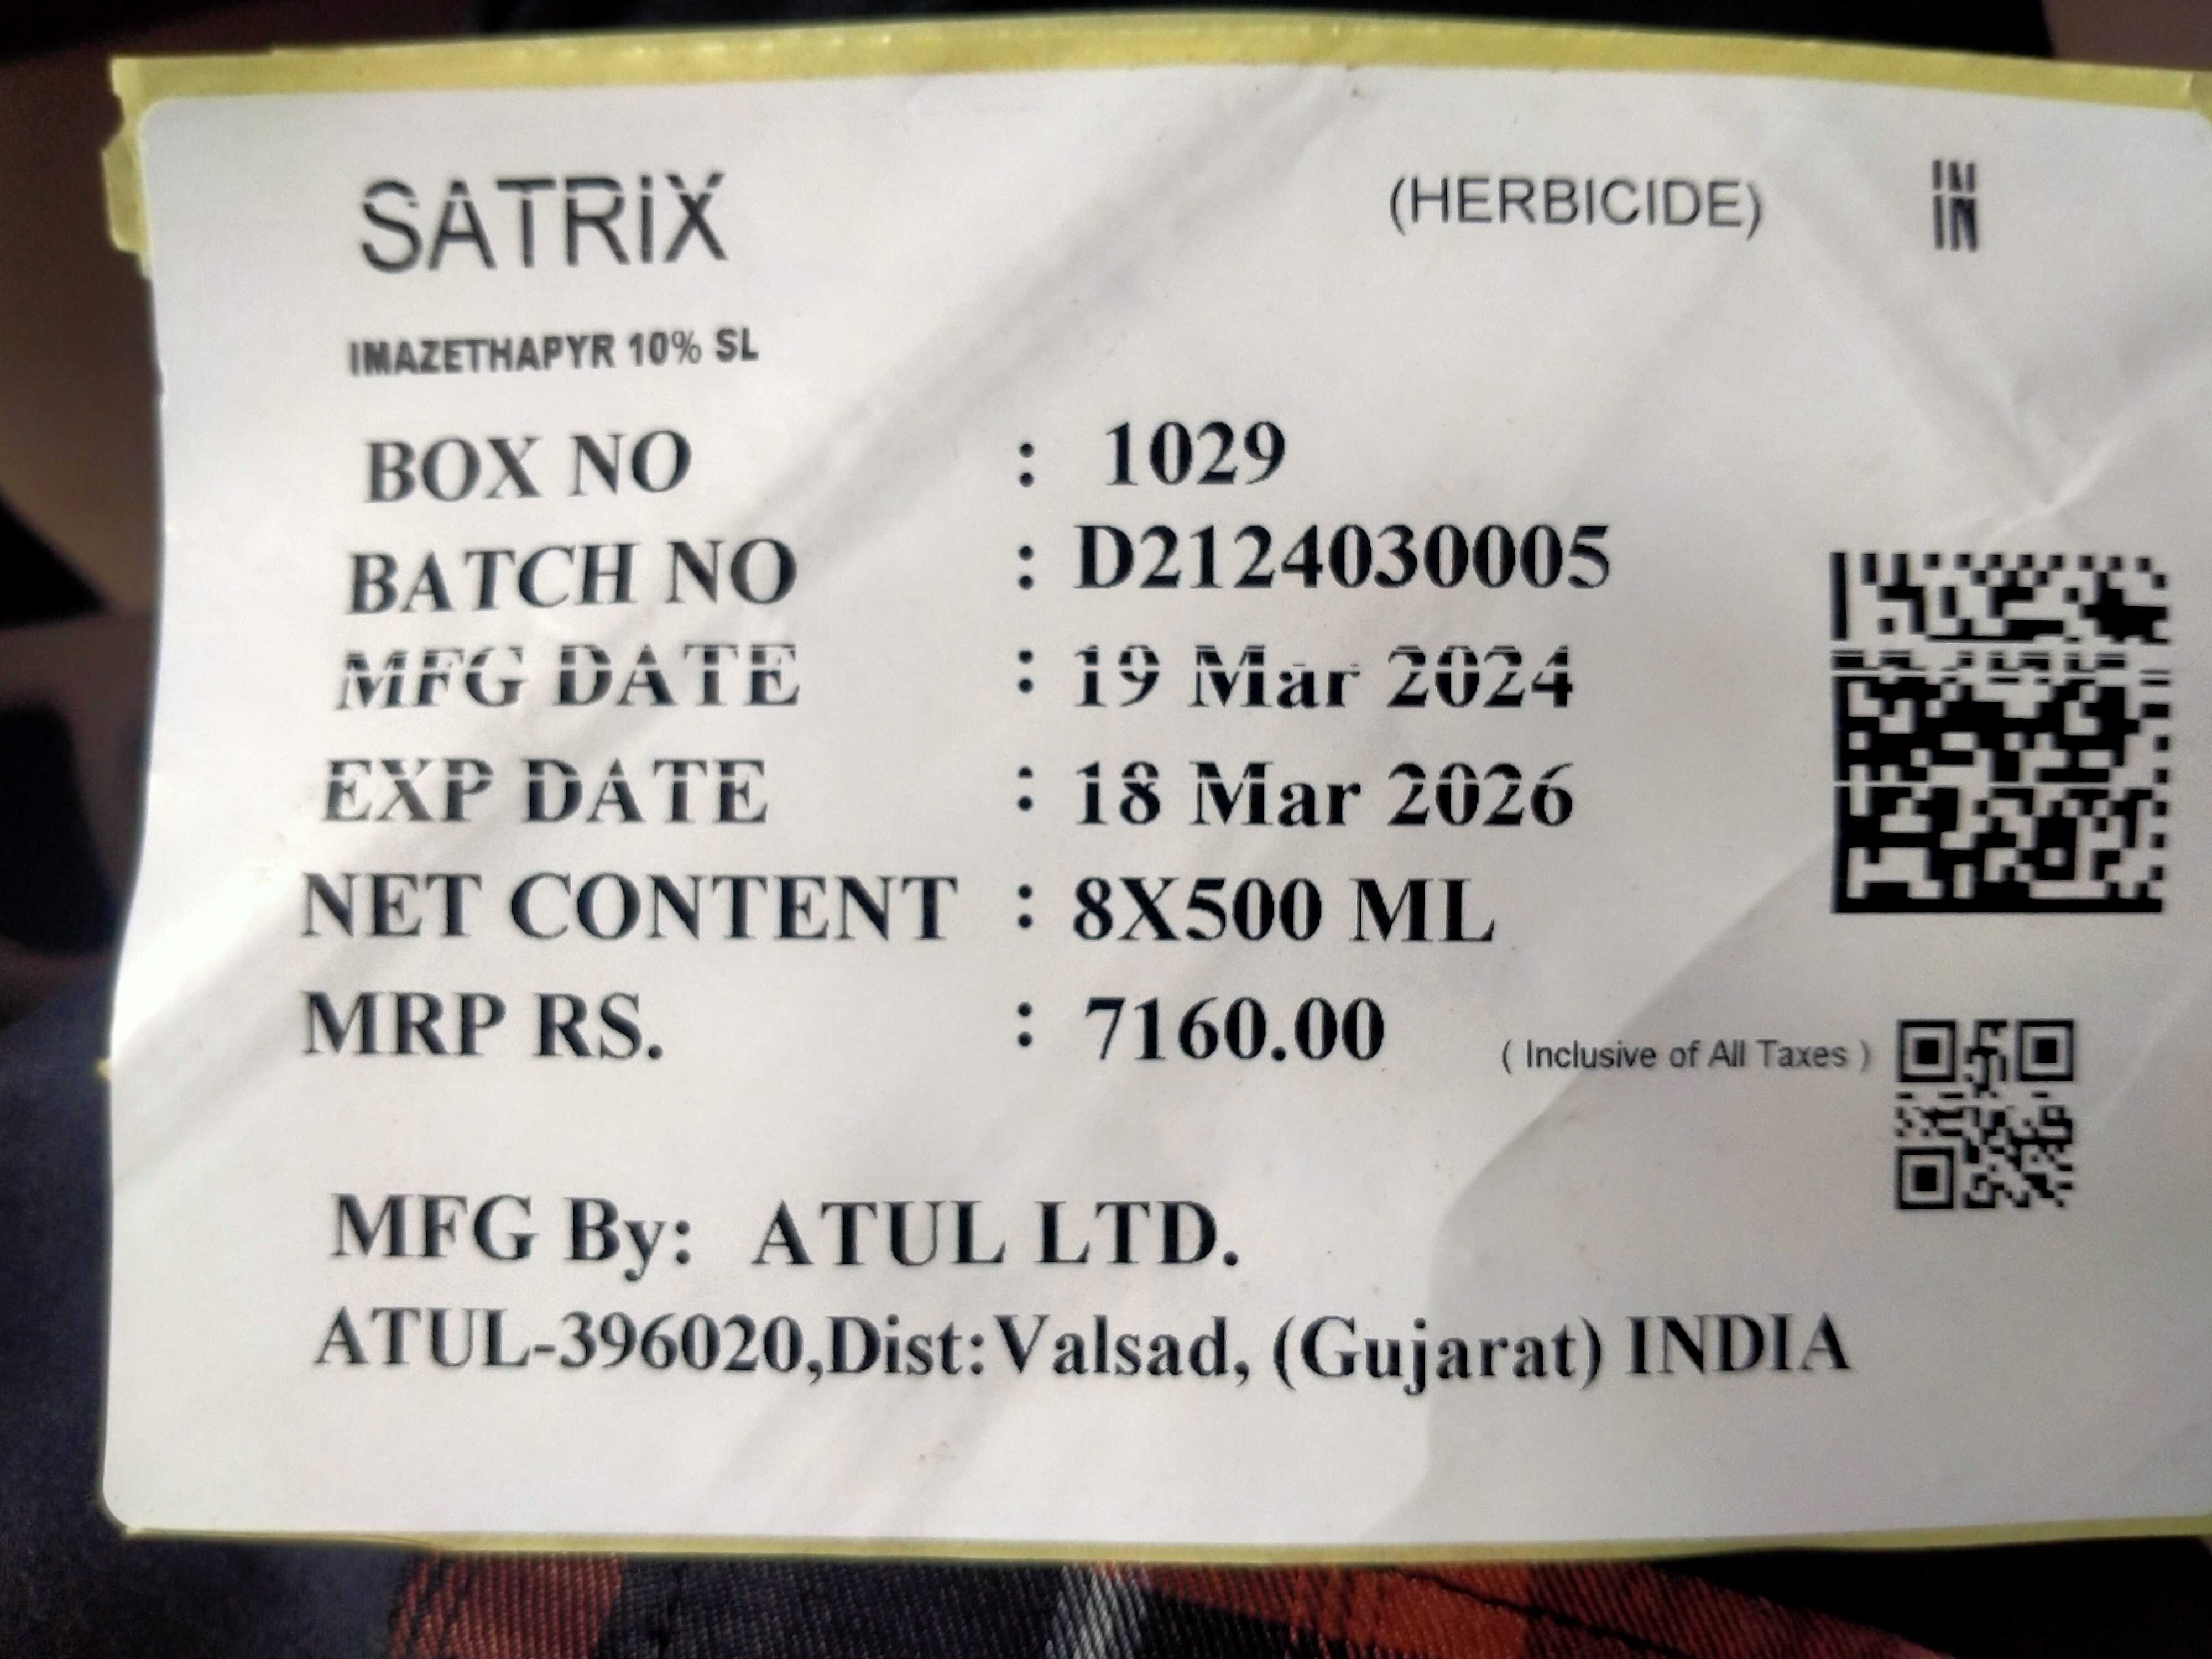 SATRIX (HERBICIDE) IN
IN
IMAZETHAPYR 10% SL
BOX NO : 1029
BATCH NO : D2124030005
MFG DATE : 19 Mar 2024
EXP DATE : 18 Mar 2026
NET CONTENT : 8X500 ML
MRP RS. : 7160.00 ( Inclusive of All Taxes )
MFG By: ATUL LTD.
ATUL-396020,Dist:Valsad, (Gujarat) INDIA